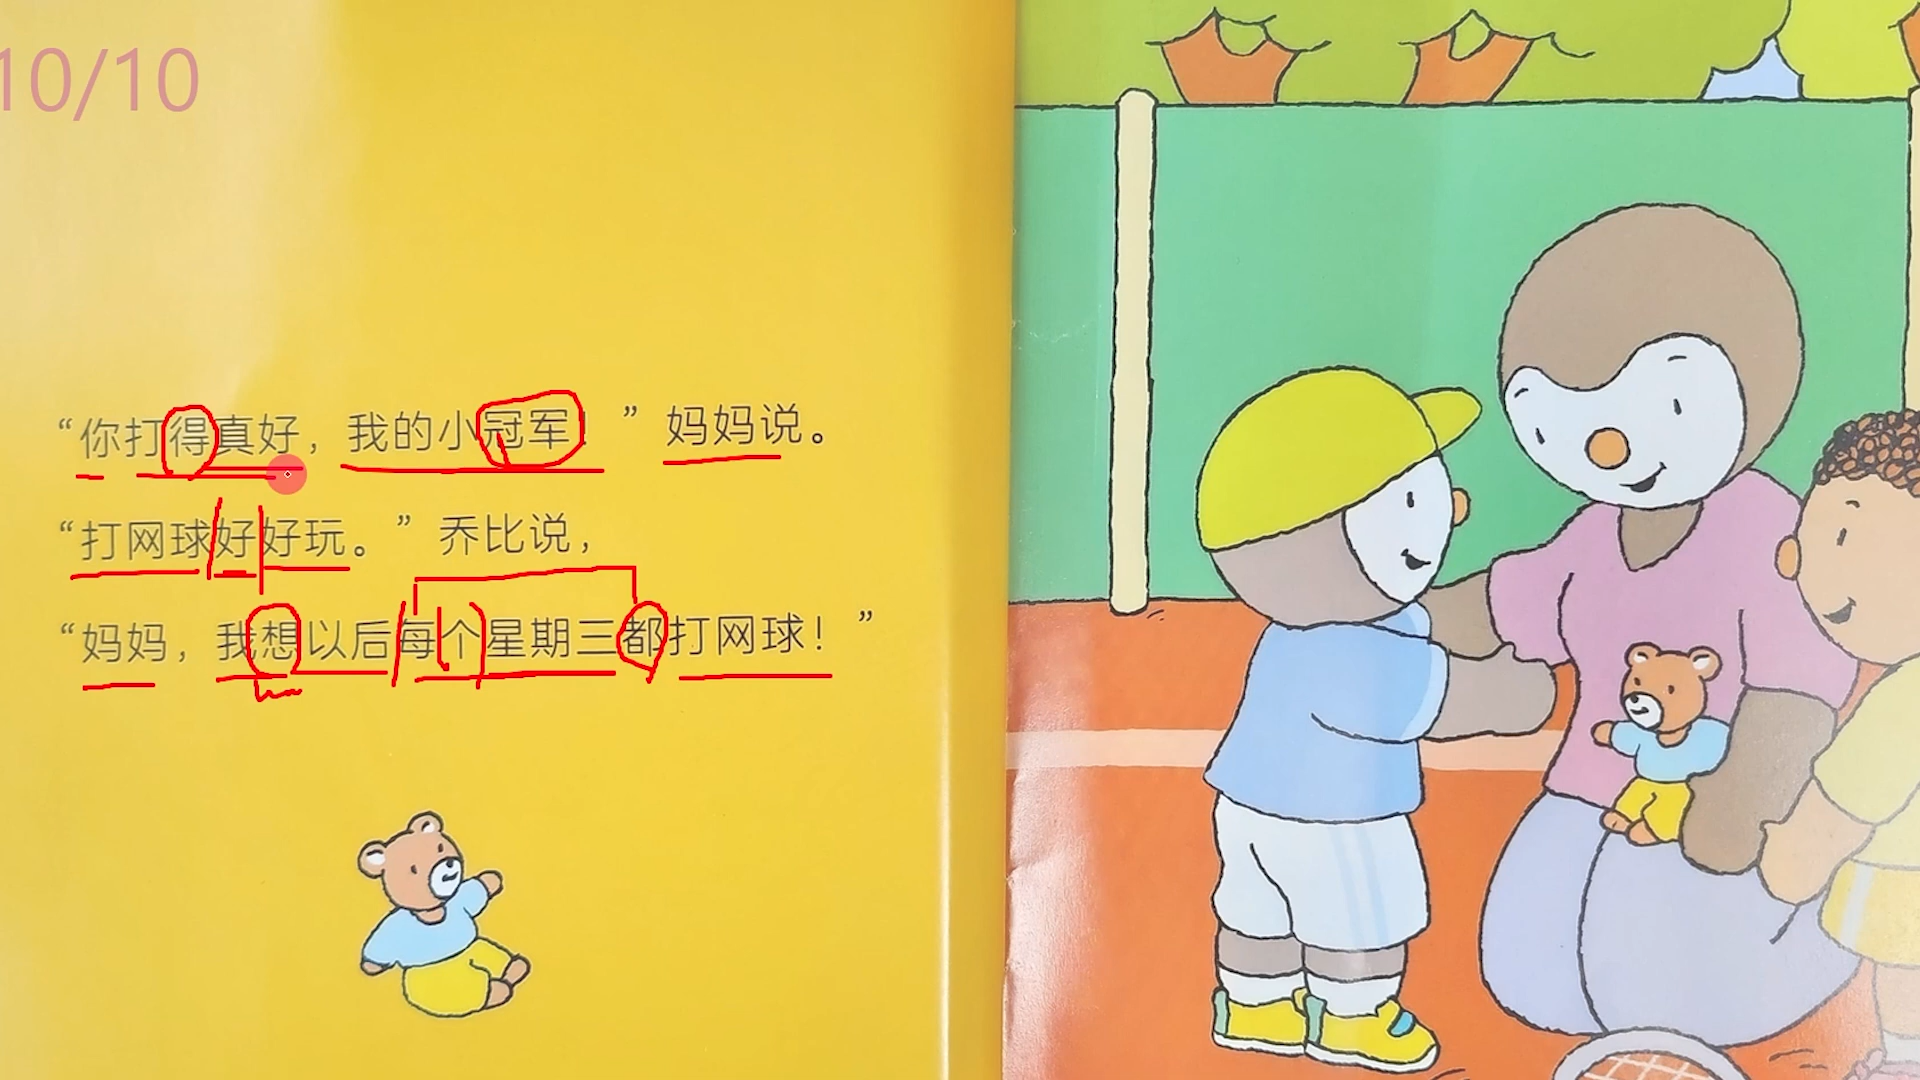 10/10
“你打得真好，我的小冠军！”妈妈说。
“打网球好好玩。”乔比说，
“妈妈，我想以后每个星期三都打网球！”